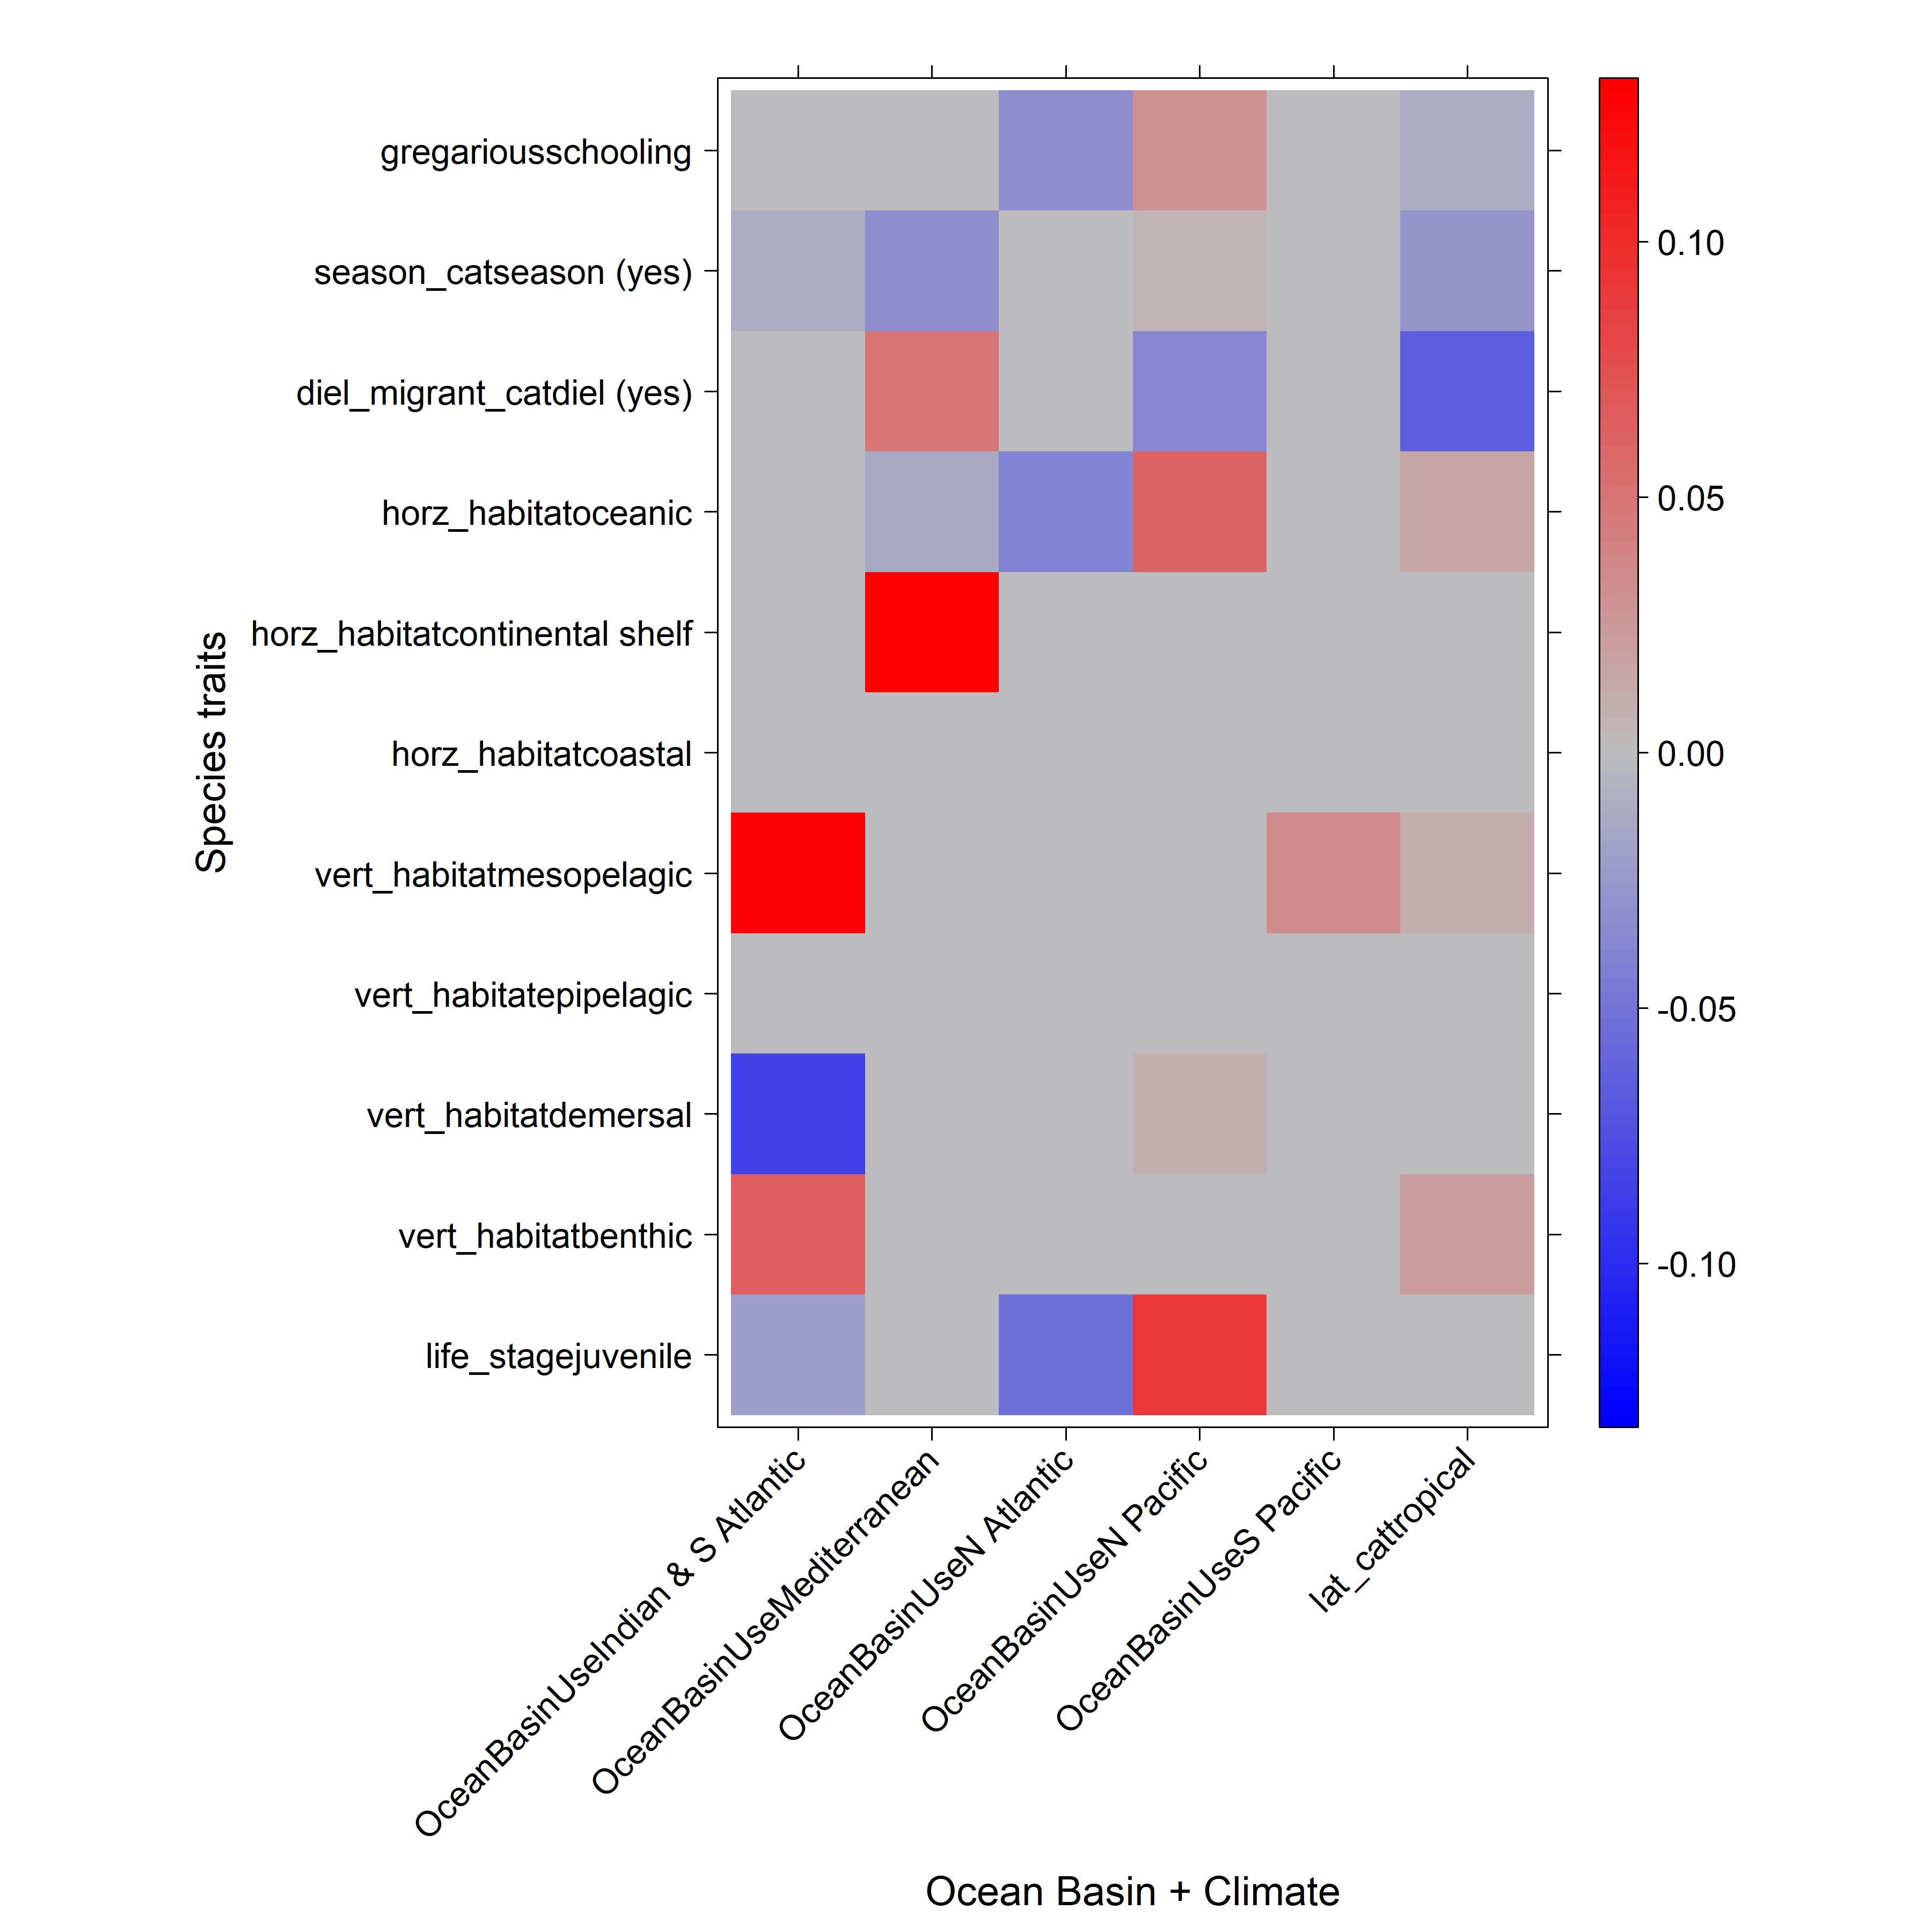 gregariousschooling
season_catseason (yes)
diel_migrant_catdiel (yes)
horz_habitatoceanic
horz_habitatcontinental shelf
horz_habitatcoastal
vert_habitatmesopelagic
vert_habitatepipelagic
vert_habitatdemersal
vert_habitatbenthic
life_stagejuvenile
Species traits
OceanBasinUseIndian & S Atlantic
OceanBasinUseMediterranean
OceanBasinUseN Atlantic
OceanBasinUseN Pacific
OceanBasinUseS Pacific
lat_cattropical
Ocean Basin + Climate
0.10
0.05
0.00
-0.05
-0.10